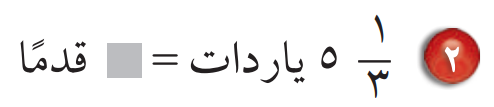 ٢ ٥ ١/٣ ياردات = ■ قدمًا